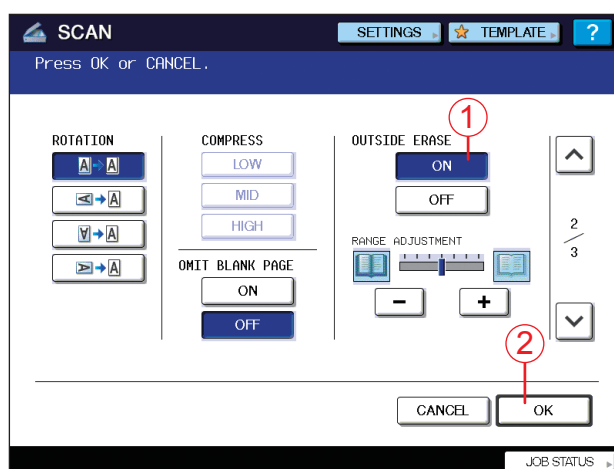 SCAN
SETTINGS
TEMPLATE
?
Press OK or CANCEL.
1
ROTATION
COMPRESS
OUTSIDE ERASE
A→A
LOW
ON
A→A
MID
OFF
A→A
HIGH
A→A
RANGE ADJUSTMENT
2
3
OMIT BLANK PAGE
ON
−
+
OFF
2
CANCEL
OK
JOB STATUS